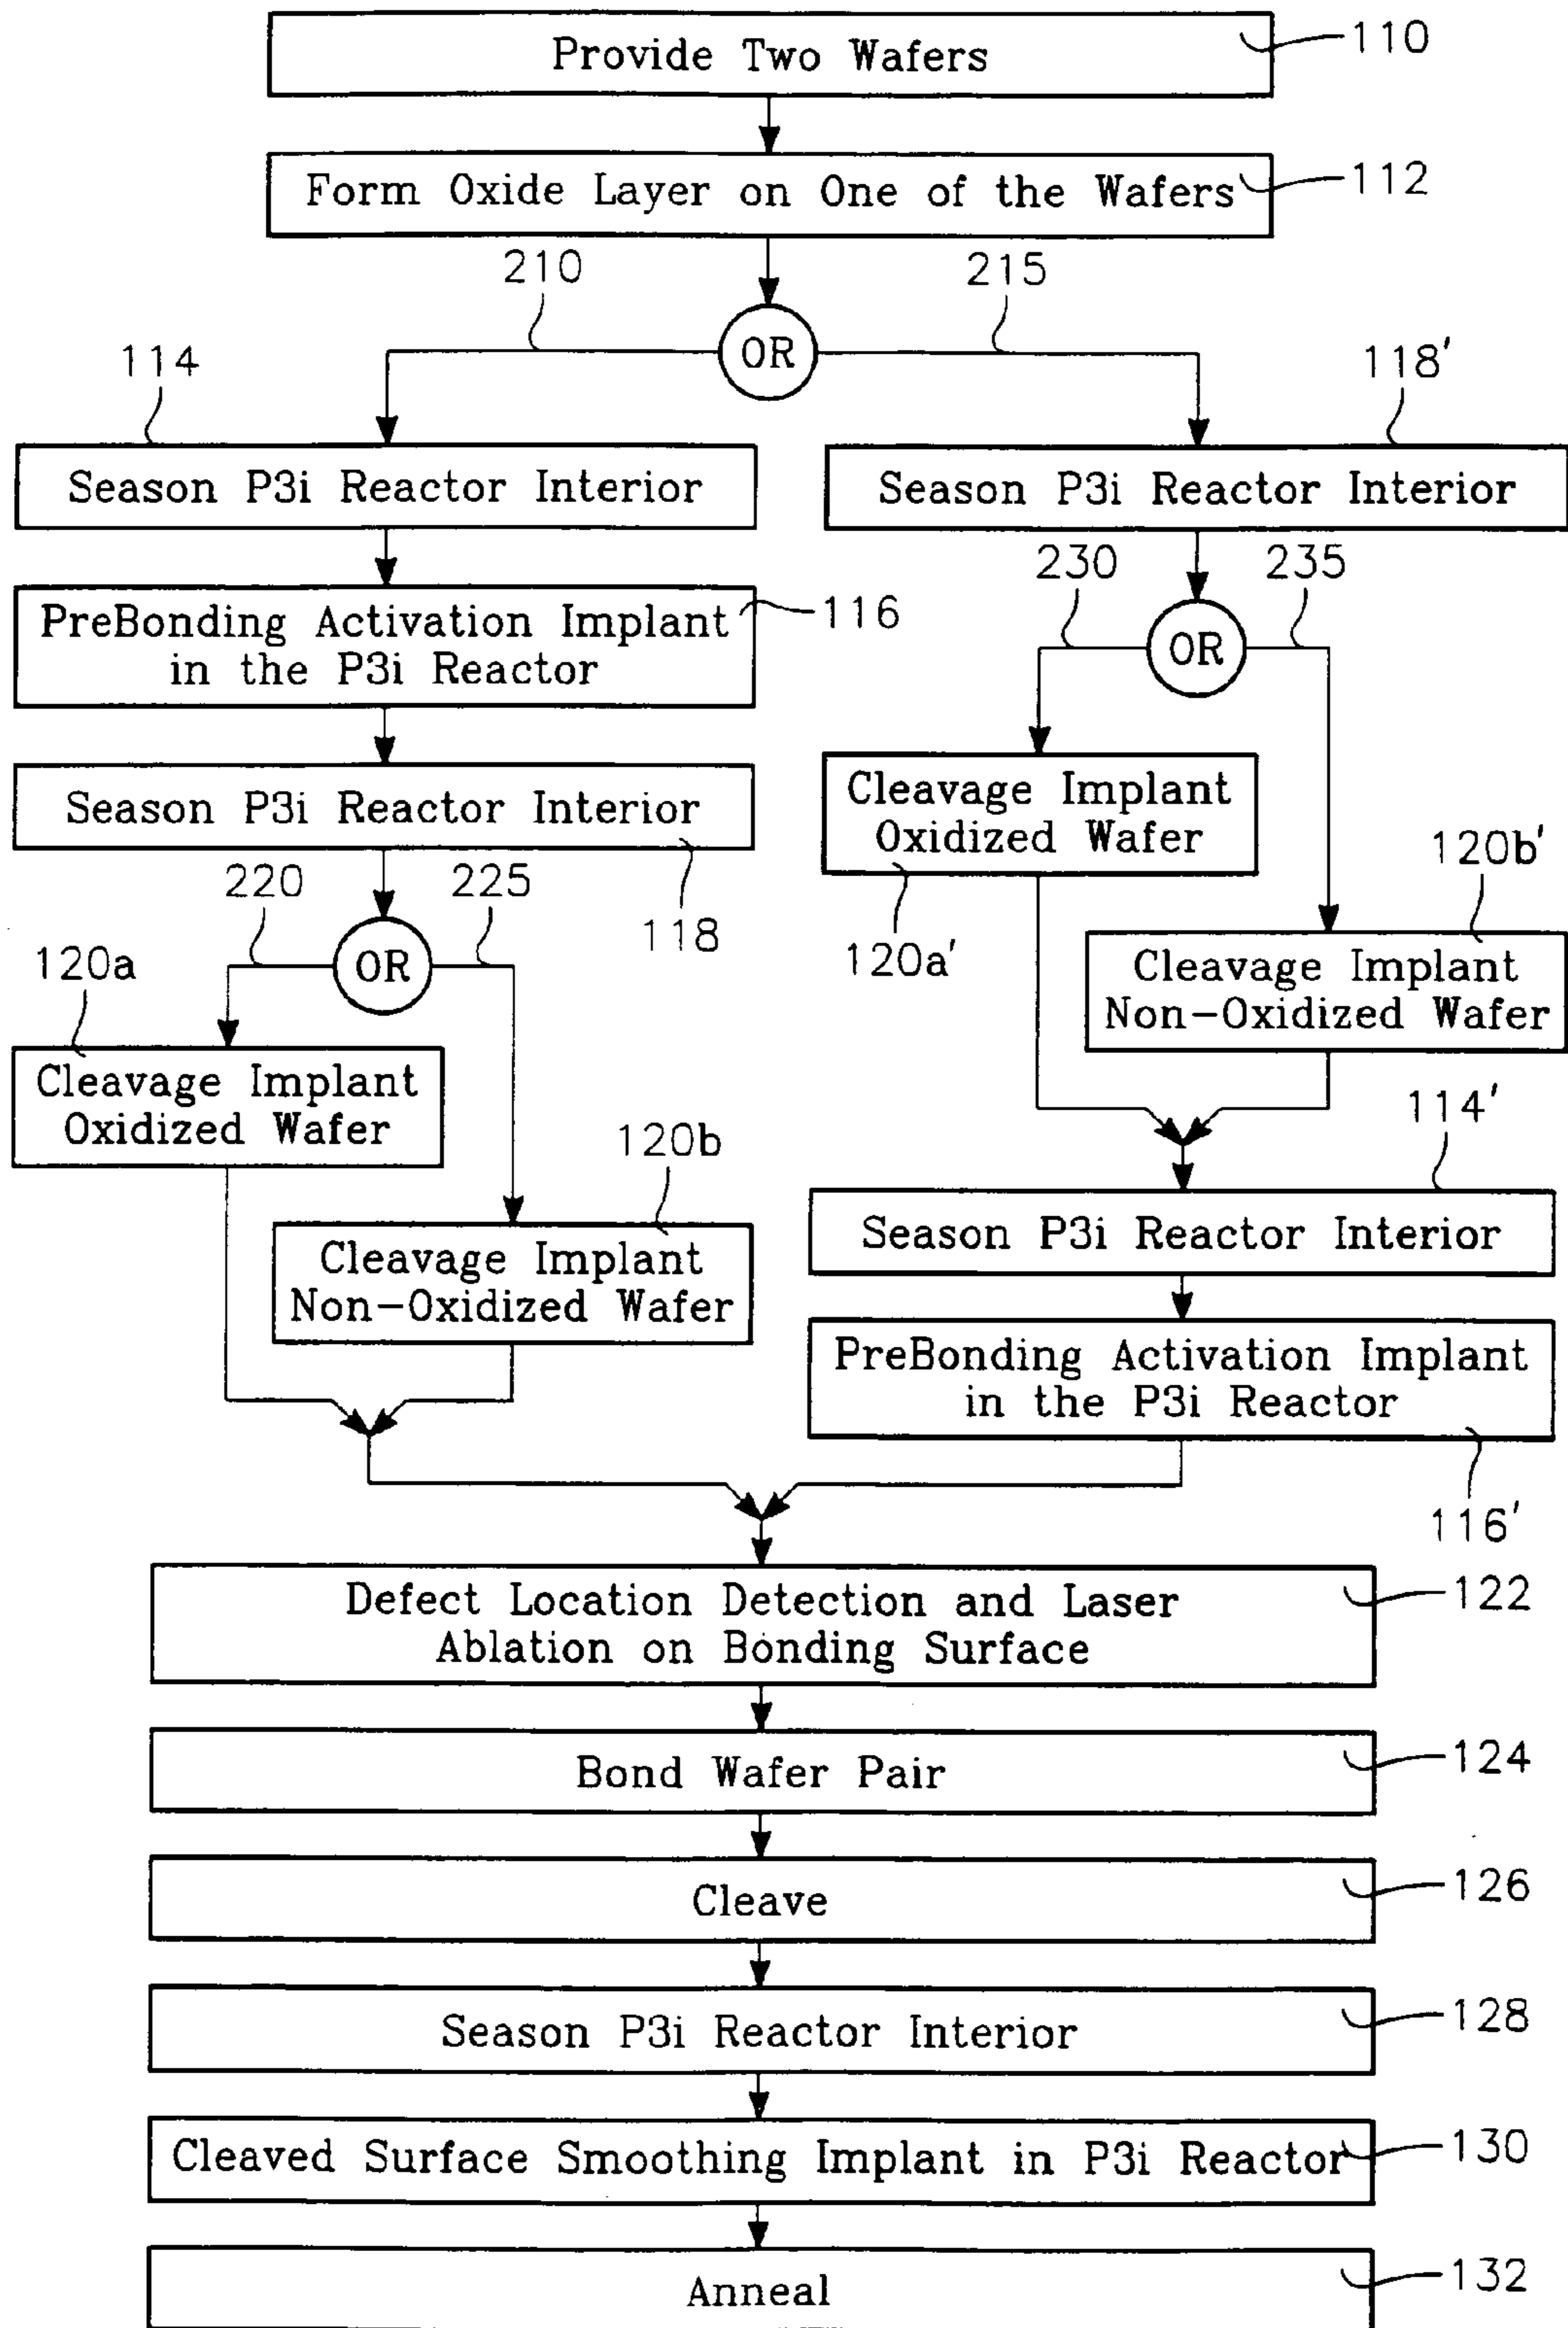 Provide Two Wafers
110
Form Oxide Layer on One of the Wafers
112
210
215
OR
114
118'
Season P3i Reactor Interior
Season P3i Reactor Interior
230
235
PreBonding Activation Implant
in the P3i Reactor
116
OR
Season P3i Reactor Interior
118
Cleavage Implant
Oxidized Wafer
120a'
120b'
220
225
OR
Cleavage Implant
Non-Oxidized Wafer
120a
Cleavage Implant
Oxidized Wafer
120b
114'
Cleavage Implant
Non-Oxidized Wafer
Season P3i Reactor Interior
PreBonding Activation Implant
in the P3i Reactor
116'
Defect Location Detection and Laser
Ablation on Bonding Surface
122
Bond Wafer Pair
124
Cleave
126
Season P3i Reactor Interior
128
Cleaved Surface Smoothing Implant in P3i Reactor
130
Anneal
132